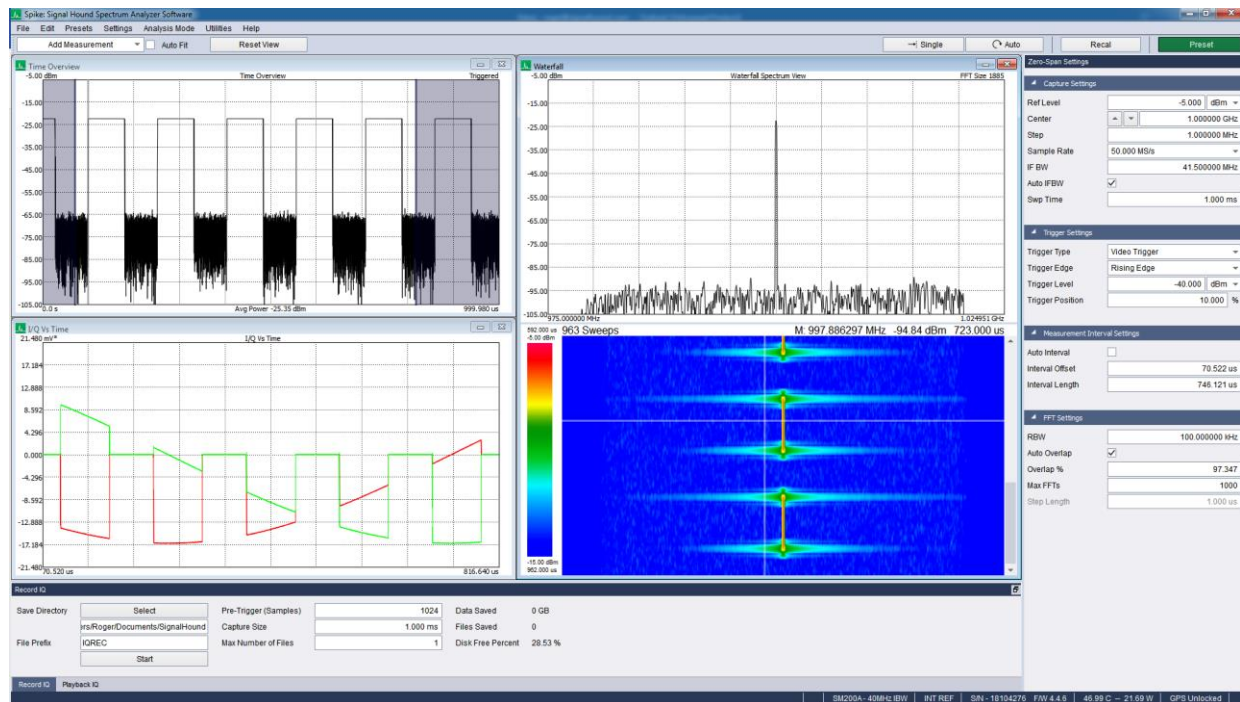 Spike: Signal Hound Spectrum Analyzer Software
File Edit Presets Settings Analysis Mode Utilities Help
Add Measurement Auto Fit Reset View Single Auto Recal Preset
Time Overview
-5.00 dBm Time Overview Triggered
-15.00
-25.00
-35.00
-45.00
-55.00
-65.00
-75.00
-85.00
-95.00
-105.00
0.0 s Avg Power -25.35 dBm 999.980 us
I/Q Vs Time
21.480 mV* I/Q Vs Time
17.184
12.888
8.592
4.296
0.000
-4.296
-8.592
-12.888
-17.184
-21.480
70.520 us 816.640 us
Waterfall
-5.00 dBm Waterfall Spectrum View FFT Size 1885
-15.00
-25.00
-35.00
-45.00
-55.00
-65.00
-75.00
-85.00
-95.00
-105.00
975.000000 MHz 1.024951 GHz
592.000 us 963 Sweeps M: 997.886297 MHz -94.84 dBm 723.000 us
-5.00 dBm
-15.00 dBm
962.000 us
Zero-Span Settings
Capture Settings
Ref Level -5.000 dBm
Center 1.000000 GHz
Step 1.000000 MHz
Sample Rate 50.000 MS/s
IF BW 41.500000 MHz
Auto IFBW
Swp Time 1.000 ms
Trigger Settings
Trigger Type Video Trigger
Trigger Edge Rising Edge
Trigger Level -40.000 dBm
Trigger Position 10.000 %
Measurement Interval Settings
Auto Interval
Interval Offset 70.522 us
Interval Length 746.121 us
FFT Settings
RBW 100.000000 kHz
Auto Overlap
Overlap % 97.347
Max FFTs 1000
Step Length 1.000 us
Record IQ
Save Directory Select Pre-Trigger (Samples) 1024 Data Saved 0 GB
ers/Roger/Documents/SignalHound Capture Size 1.000 ms Files Saved 0
File Prefix IQREC Max Number of Files 1 Disk Free Percent 28.53 %
Start
Record IQ Playback IQ
SM200A - 40MHz IBW INT REF S/N - 18104276 F/W 4.4.6 46.99 C - 21.69 W GPS Unlocked